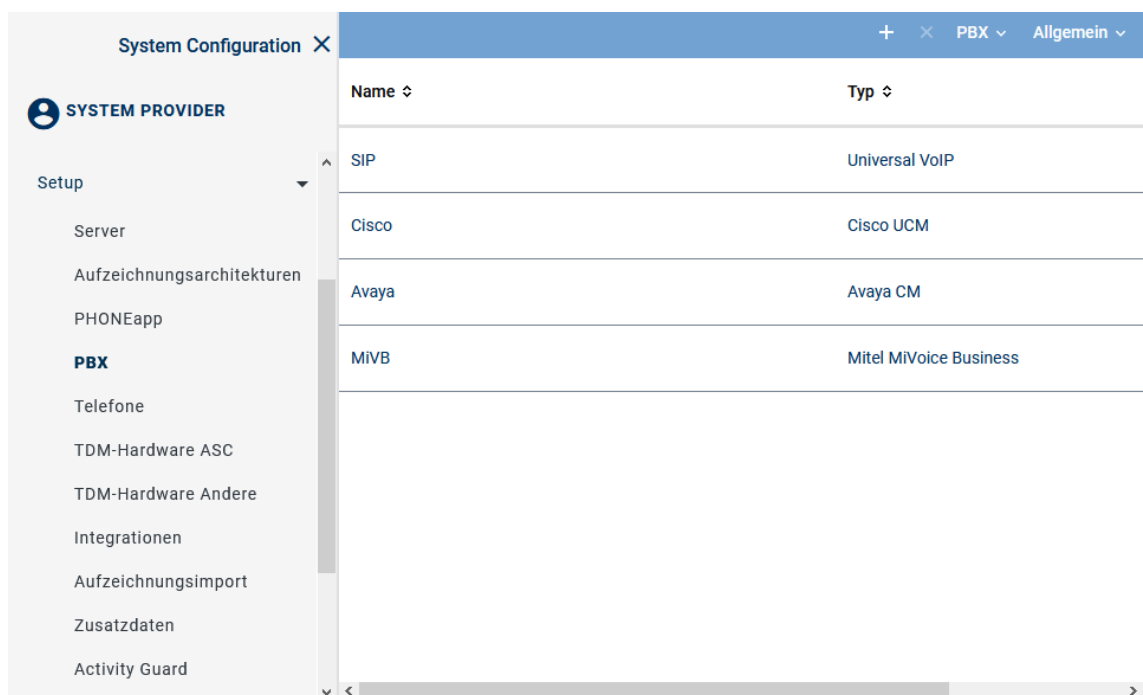 System Configuration
SYSTEM PROVIDER
Setup
Server
Aufzeichnungsarchitekturen
PHONEapp
PBX
Telefone
TDM-Hardware ASC
TDM-Hardware Andere
Integrationen
Aufzeichnungsimport
Zusatzdaten
Activity Guard
PBX Allgemein
Name Typ
SIP Universal VoIP
Cisco Cisco UCM
Avaya Avaya CM
MiVB Mitel MiVoice Business